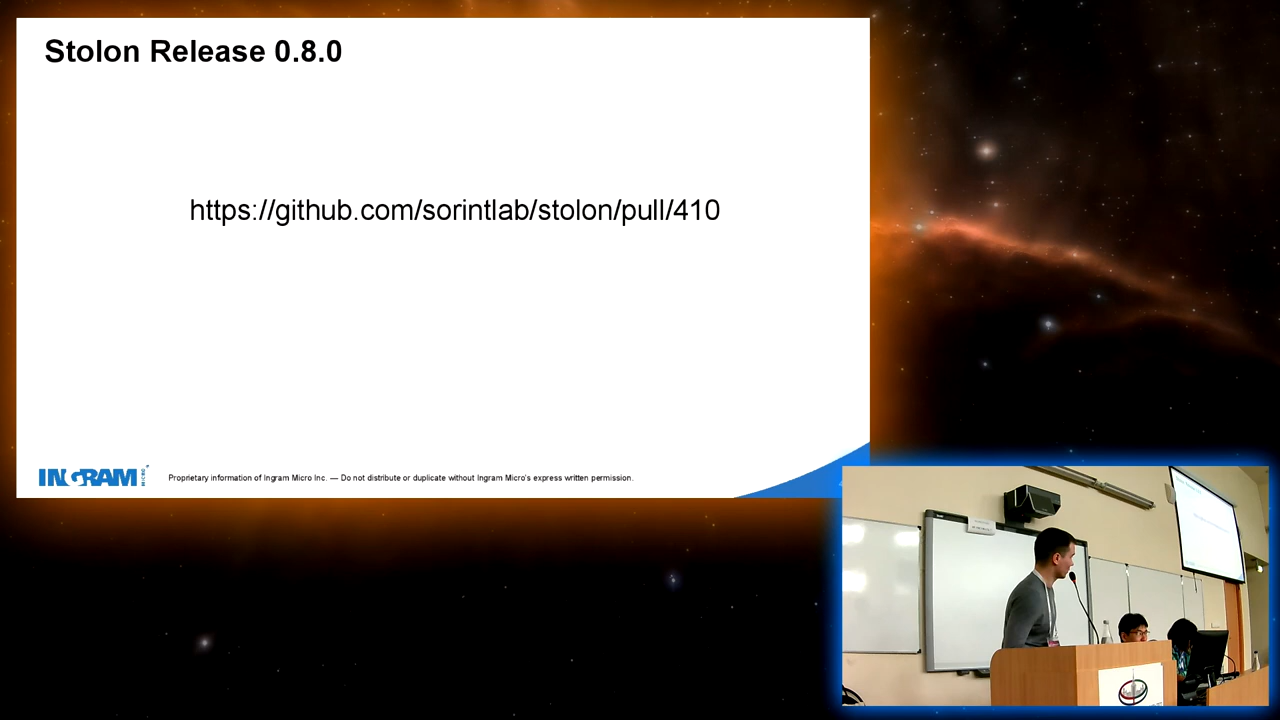 Stolon Release 0.8.0
https://github.com/sorintlab/stolon/pull/410
INGRAM MICRO
Proprietary information of Ingram Micro Inc. — Do not distribute or duplicate without Ingram Micro's express written permission.